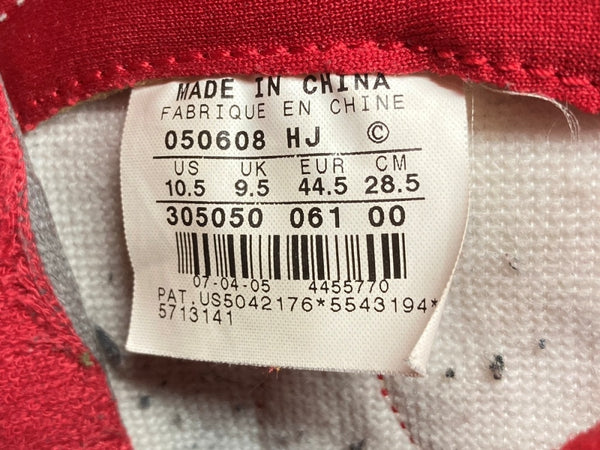 MADE IN CHINA
FABRIQUE EN CHINE
050608 HJ ©
US UK EUR CM
10.5 9.5 44.5 28.5
305050 061 00
07-04-05 4455770
PAT.US5042176*5543194*
5713141